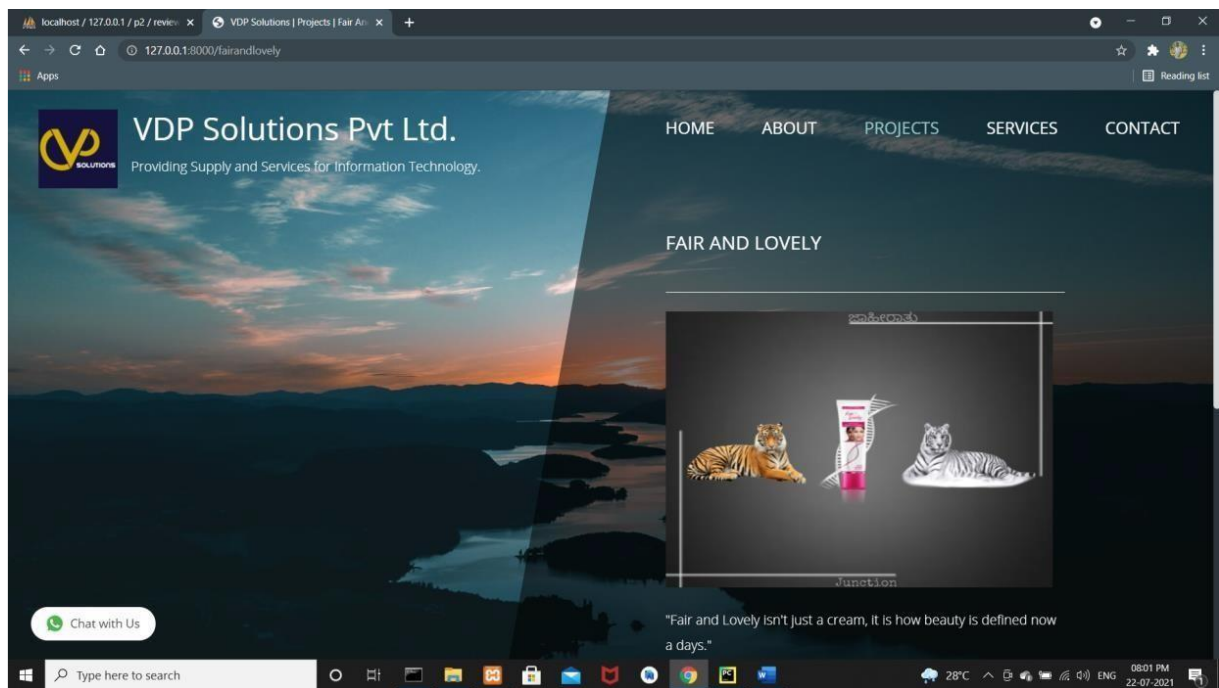 localhost / 127.0.0.1 / p2 / review
VDP Solutions | Projects | Fair An
127.0.0.1:8000/fairandlovely
Apps
Reading list
VP
SOLUTIONS
VDP Solutions Pvt Ltd.
Providing Supply and Services for Information Technology.
HOME ABOUT PROJECTS SERVICES CONTACT
FAIR AND LOVELY
ಜಾಹೀರಾತು
Junction
"Fair and Lovely isn't just a cream, it is how beauty is defined now
a days."
Chat with Us
Type here to search
28°C
ENG
08:01 PM
22-07-2021